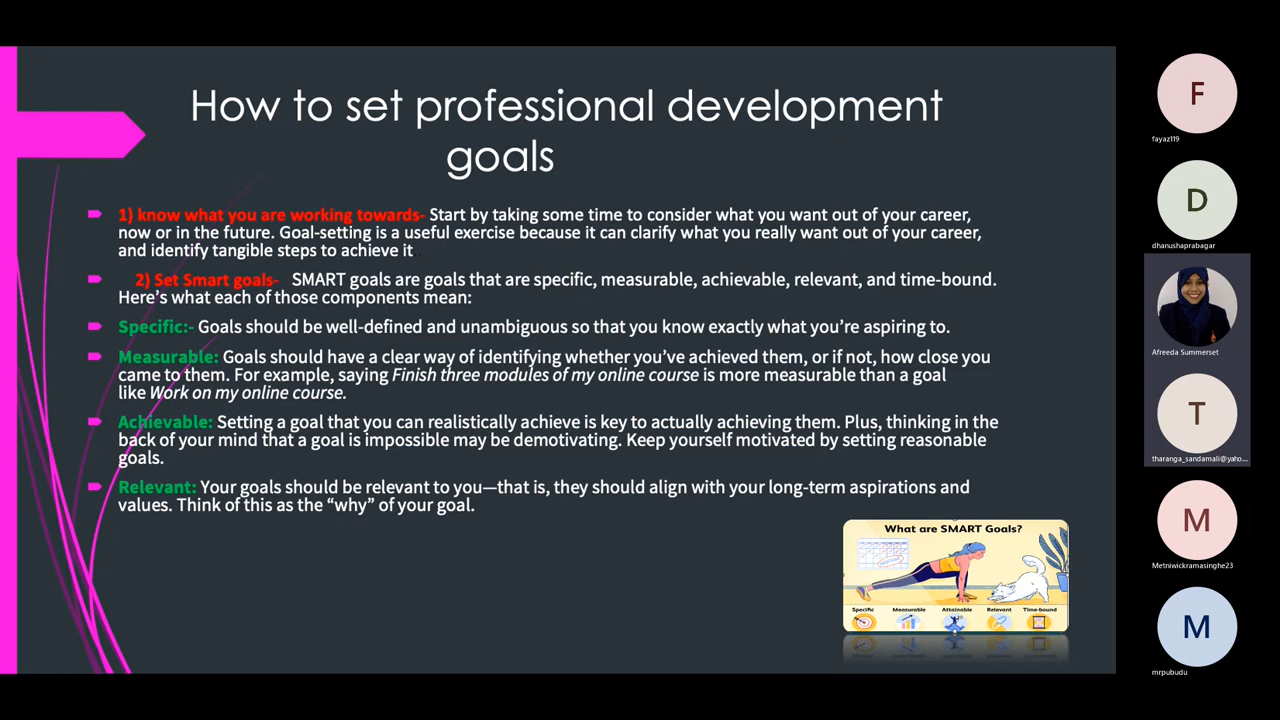 How to set professional development
goals
1) know what you are working towards- Start by taking some time to consider what you want out of your career,
now or in the future. Goal-setting is a useful exercise because it can clarify what you really want out of your career,
and identify tangible steps to achieve it
2) Set Smart goals- SMART goals are goals that are specific, measurable, achievable, relevant, and time-bound.
Here's what each of those components mean:
Specific:- Goals should be well-defined and unambiguous so that you know exactly what you're aspiring to.
Measurable: Goals should have a clear way of identifying whether you've achieved them, or if not, how close you
came to them. For example, saying Finish three modules of my online course is more measurable than a goal
like Work on my online course.
Achievable: Setting a goal that you can realistically achieve is key to actually achieving them. Plus, thinking in the
back of your mind that a goal is impossible may be demotivating. Keep yourself motivated by setting reasonable
goals.
Relevant: Your goals should be relevant to you—that is, they should align with your long-term aspirations and
values. Think of this as the “why” of your goal.
What are SMART Goals?
Specific Measurable Attainable Relevant Time-bound
F
fayaz119
D
dhanushaprabagar
Afreeda Summerset
T
tharanga_sandamali@yaho...
M
Metniwickramasinghe23
M
mrpubudu